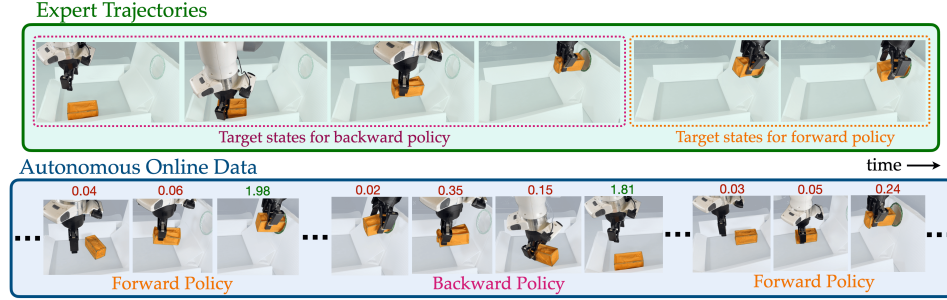 Expert Trajectories
Target states for backward policy
Target states for forward policy
Autonomous Online Data
time
0.04 0.06 1.98 0.02 0.35 0.15 1.81 0.03 0.05 0.24
Forward Policy Backward Policy Forward Policy